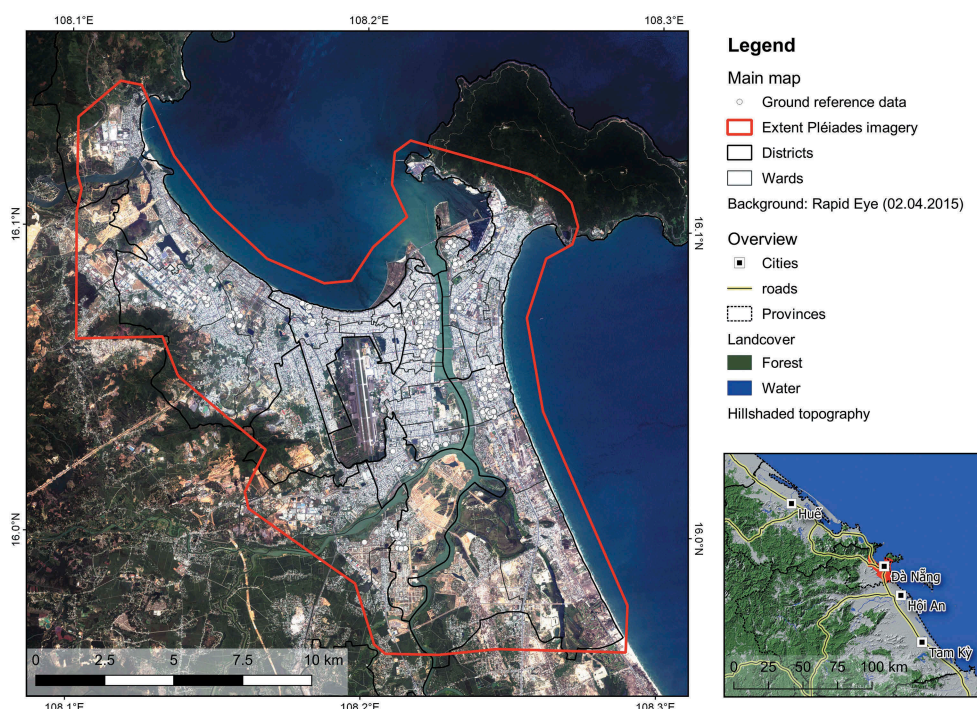 108.1°E
108.2°E
108.3°E
16.1°N
16.0°N
16.1°N
16.0°N
0 2.5 5 7.5 10 km
108.1°E
108.2°E
108.3°E
Legend
Main map
Ground reference data
Extent Pléiades imagery
Districts
Wards
Background: Rapid Eye (02.04.2015)
Overview
Cities
roads
Provinces
Landcover
Forest
Water
Hillshaded topography
Huế
Đà Nẵng
Hội An
Tam Kỳ
0 25 50 75 100 km